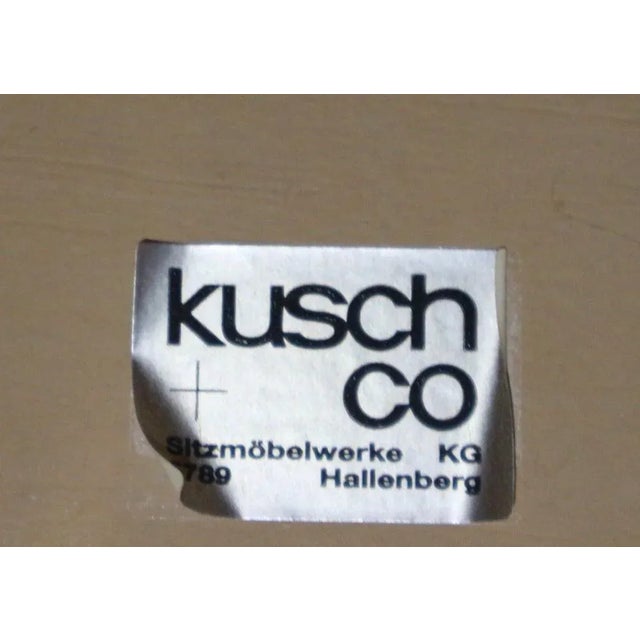 kusch
+ co
Sitzmöbelwerke KG
789 Hallenberg